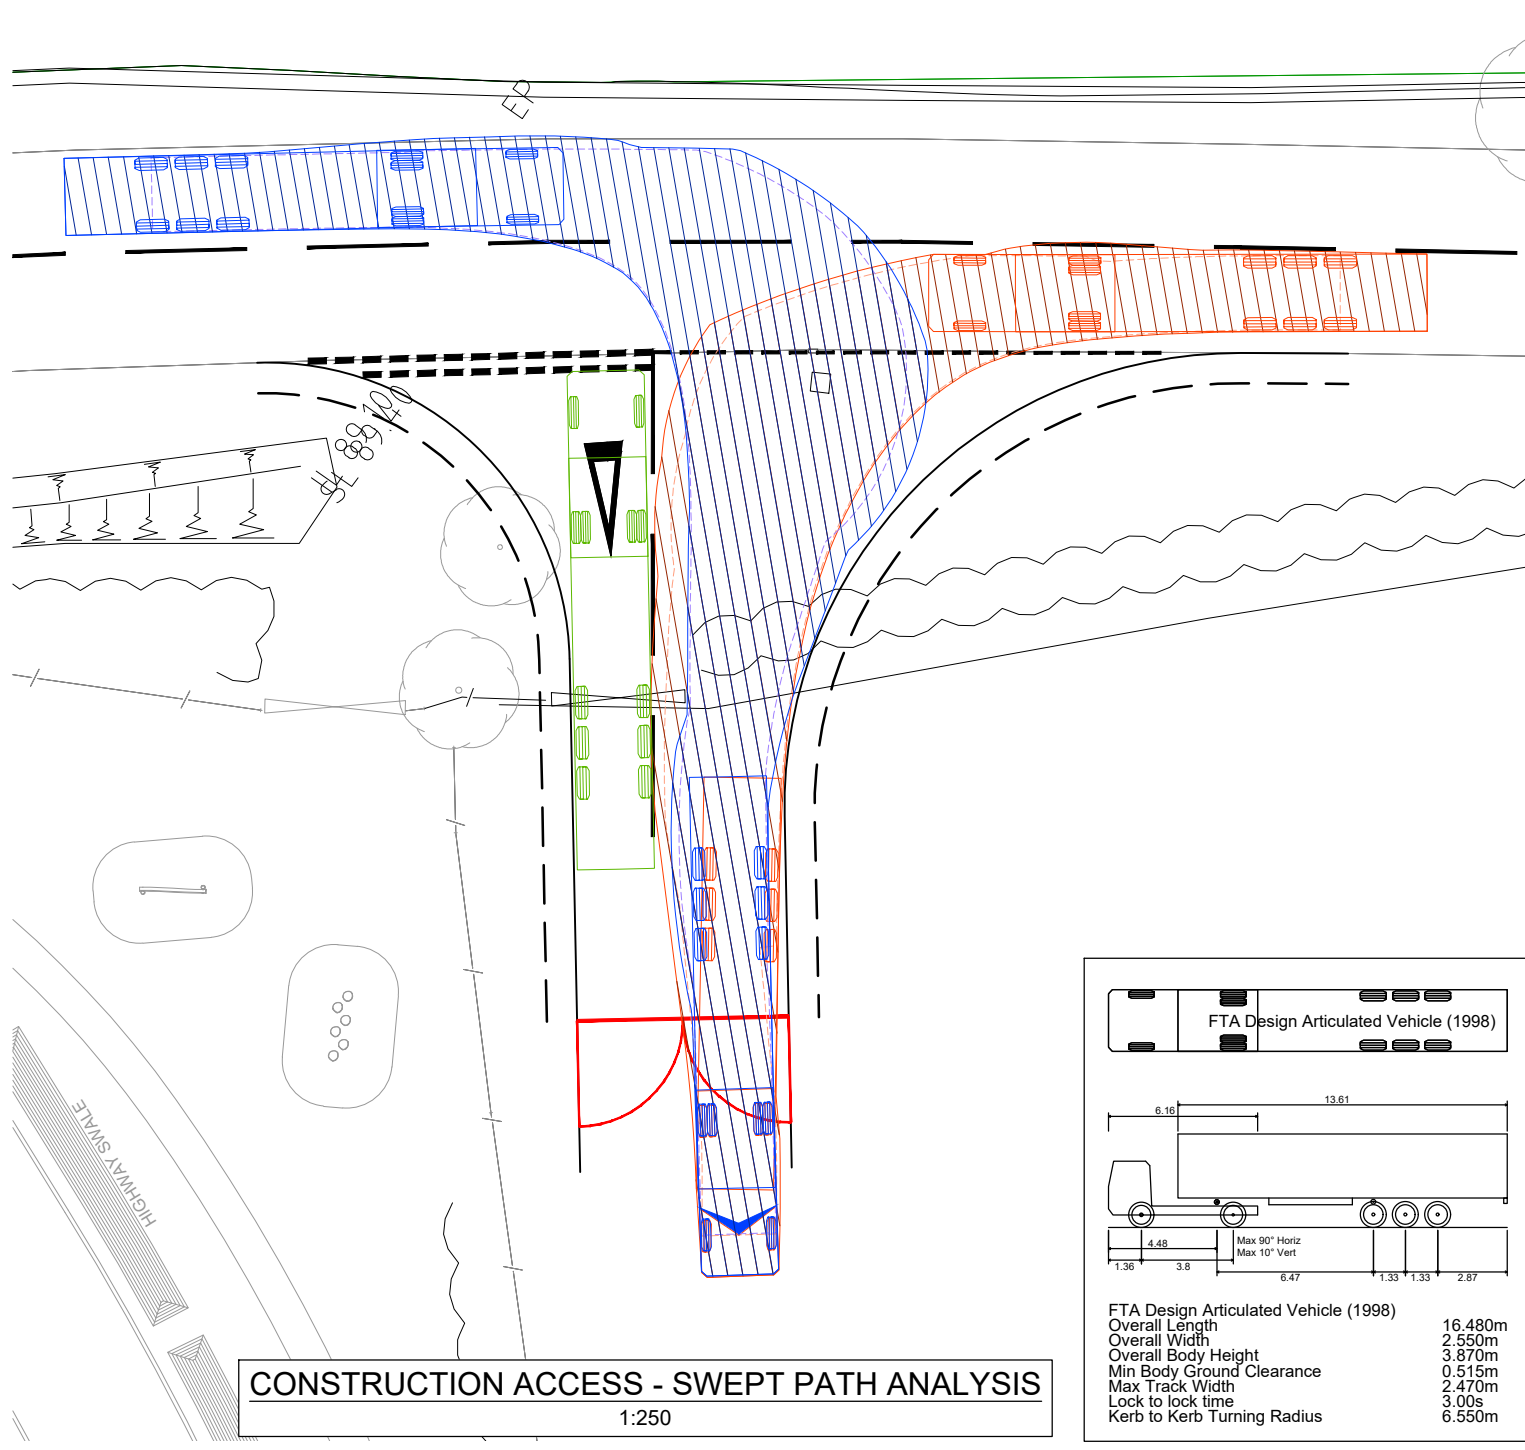 EP
IL 89.140
HIGHWAY SWALE
FTA Design Articulated Vehicle (1998)
13.61
6.16
4.48
Max 90° Horiz
Max 10° Vert
1.36
3.8
6.47
1.33
1.33
2.87
FTA Design Articulated Vehicle (1998)
Overall Length 16.480m
Overall Width 2.550m
Overall Body Height 3.870m
Min Body Ground Clearance 0.515m
Max Track Width 2.470m
Lock to lock time 3.00s
Kerb to Kerb Turning Radius 6.550m
CONSTRUCTION ACCESS - SWEPT PATH ANALYSIS
1:250